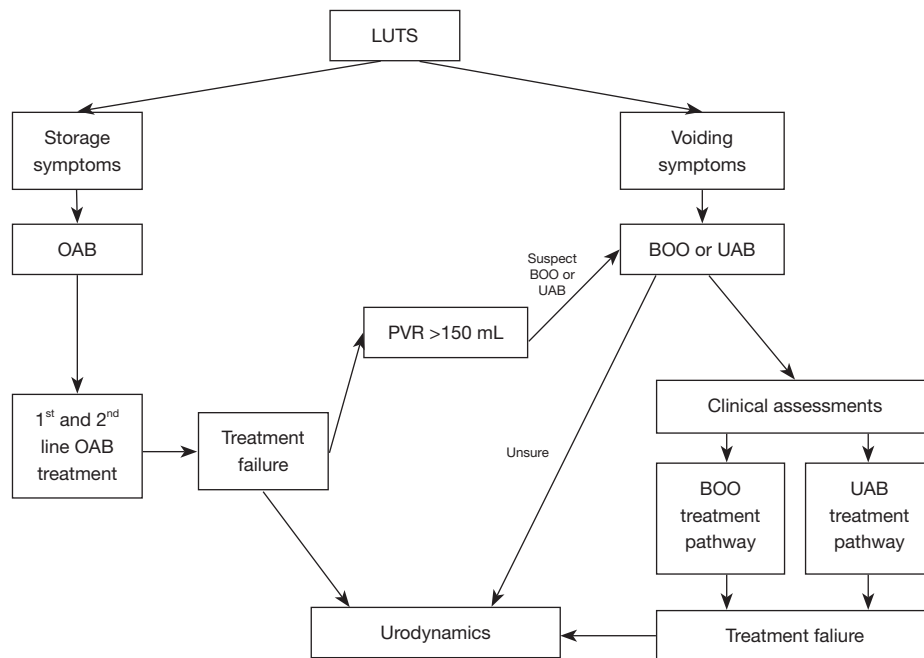 LUTS
Storage
symptoms
Voiding
symptoms
OAB
BOO or UAB
Suspect
BOO or
UAB
PVR >150 mL
1st and 2nd
line OAB
treatment
Treatment
failure
Unsure
Clinical assessments
BOO
treatment
pathway
UAB
treatment
pathway
Urodynamics
Treatment faliure